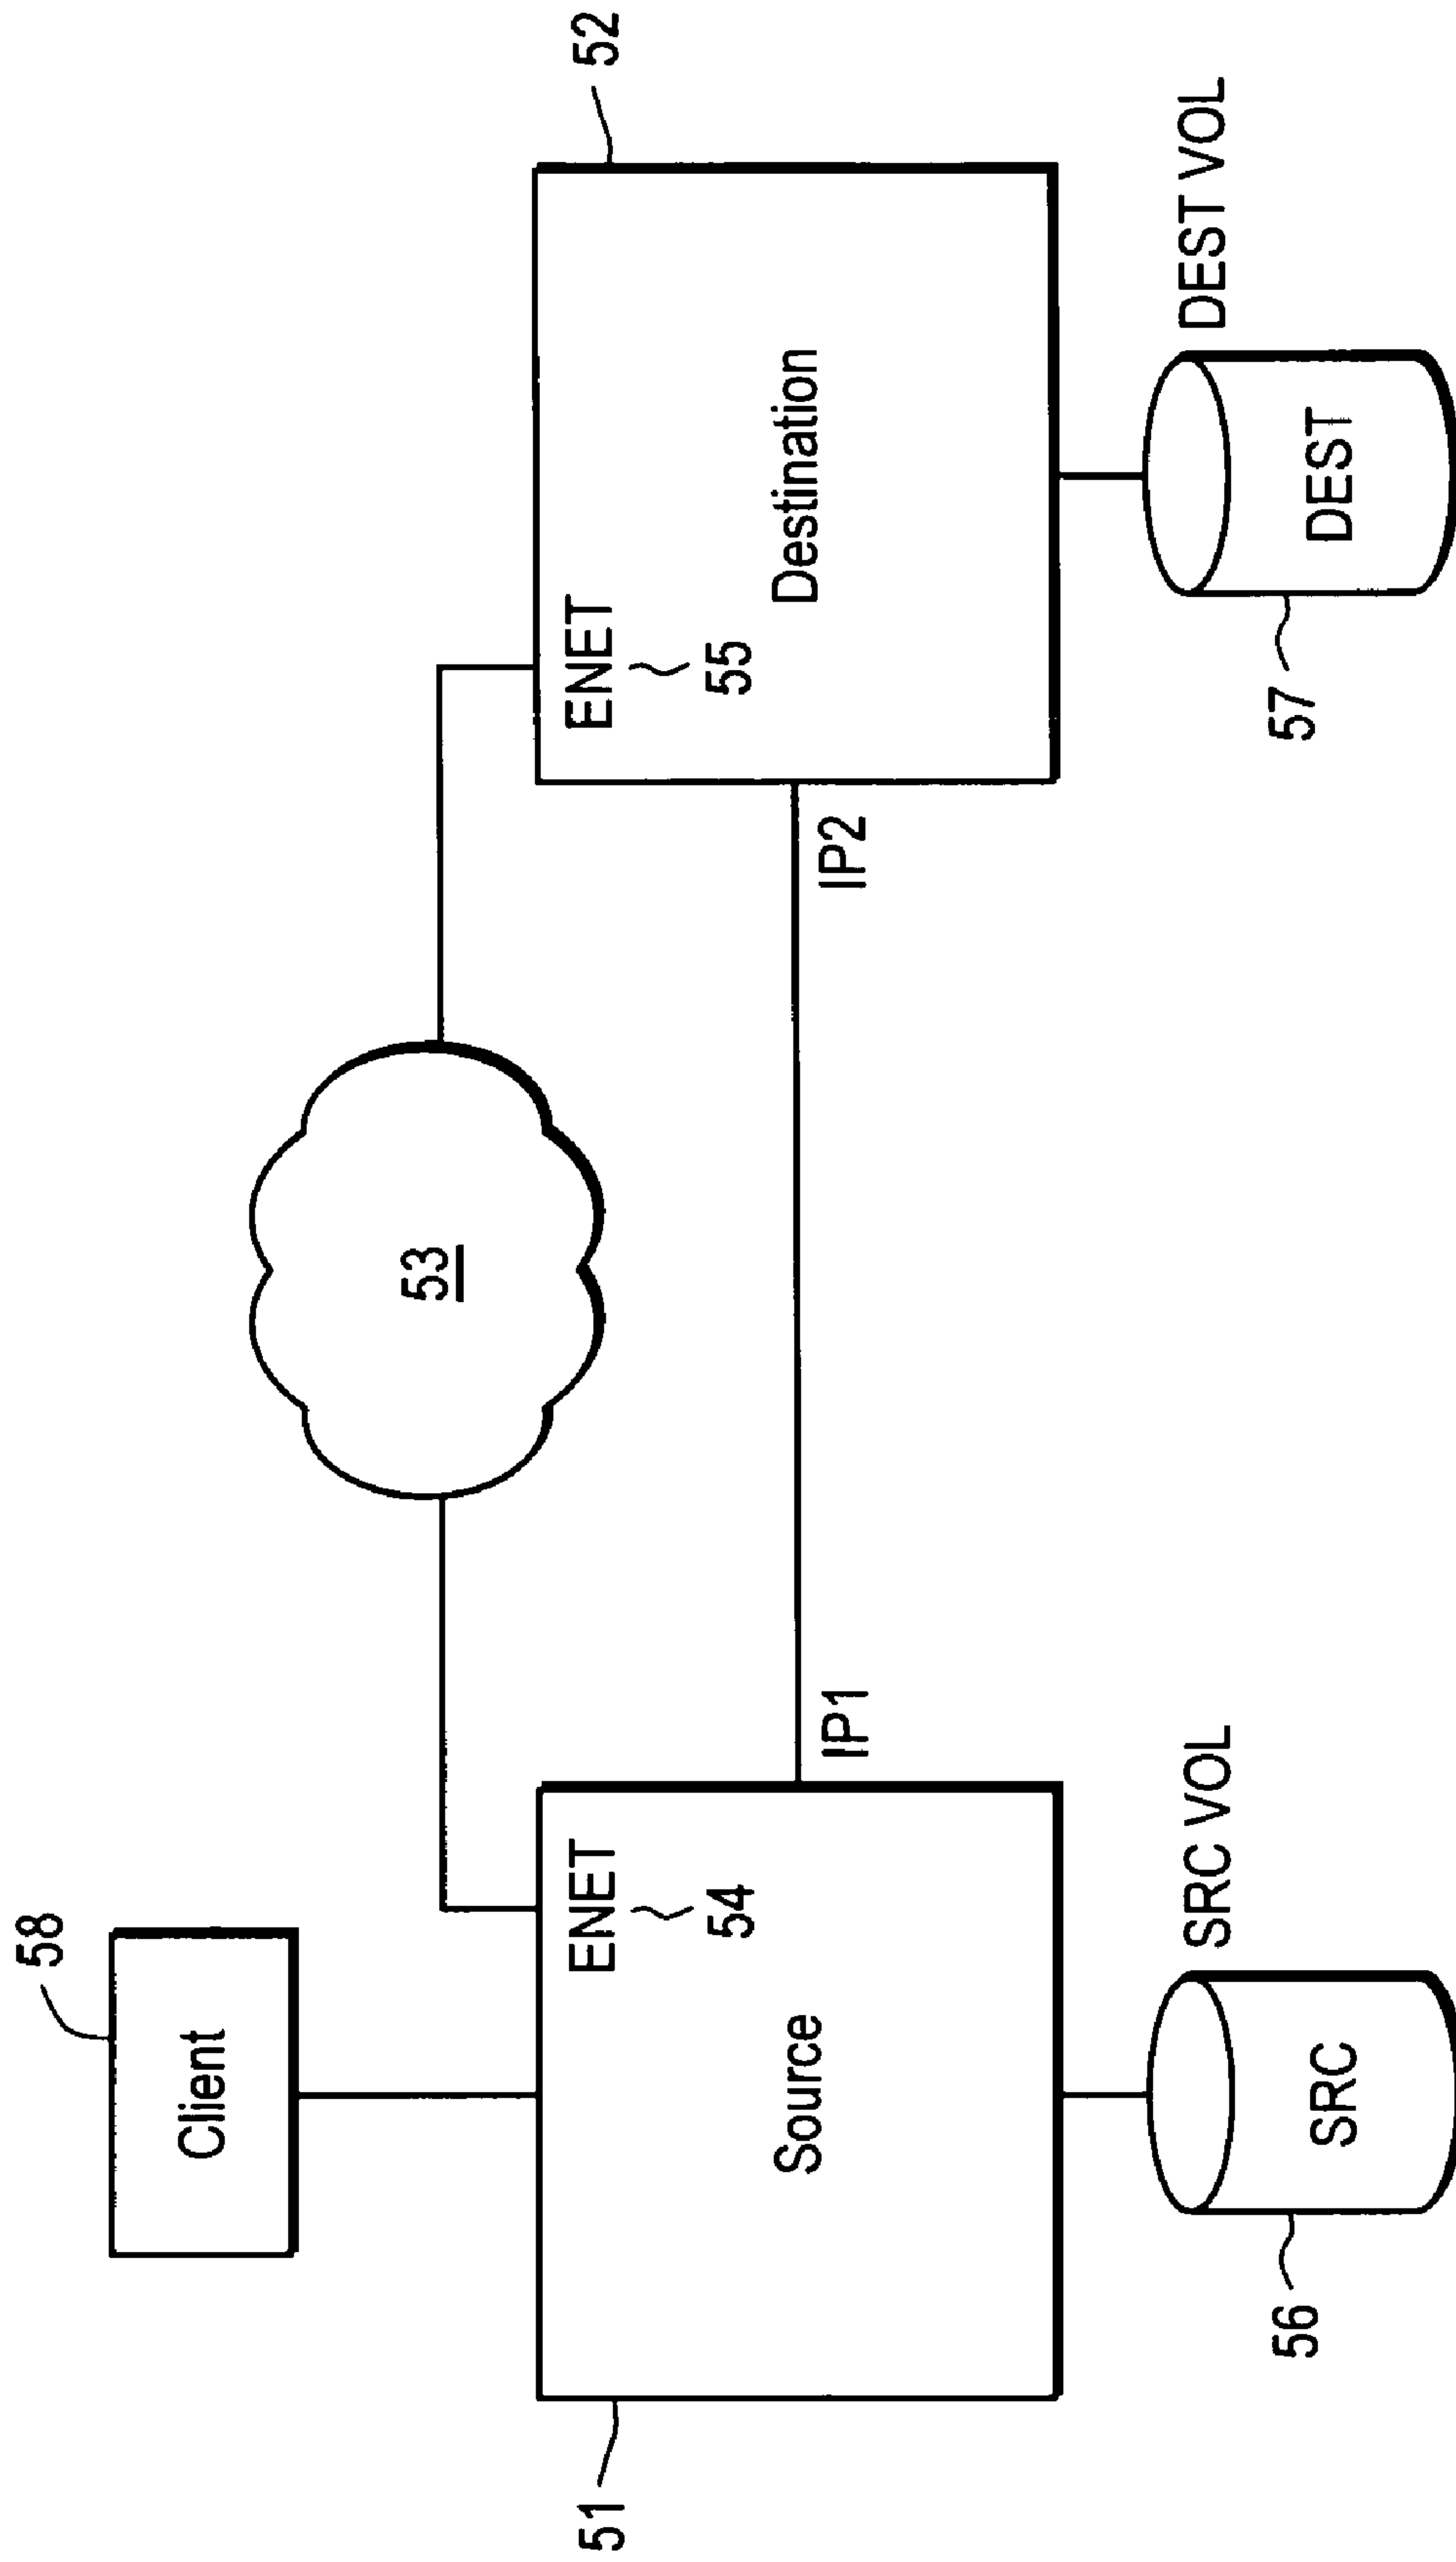 58
Client
52
53
ENET
54
ENET
55
51
Source
Destination
IP1
IP2
SRC VOL
DEST VOL
56
SRC
57
DEST